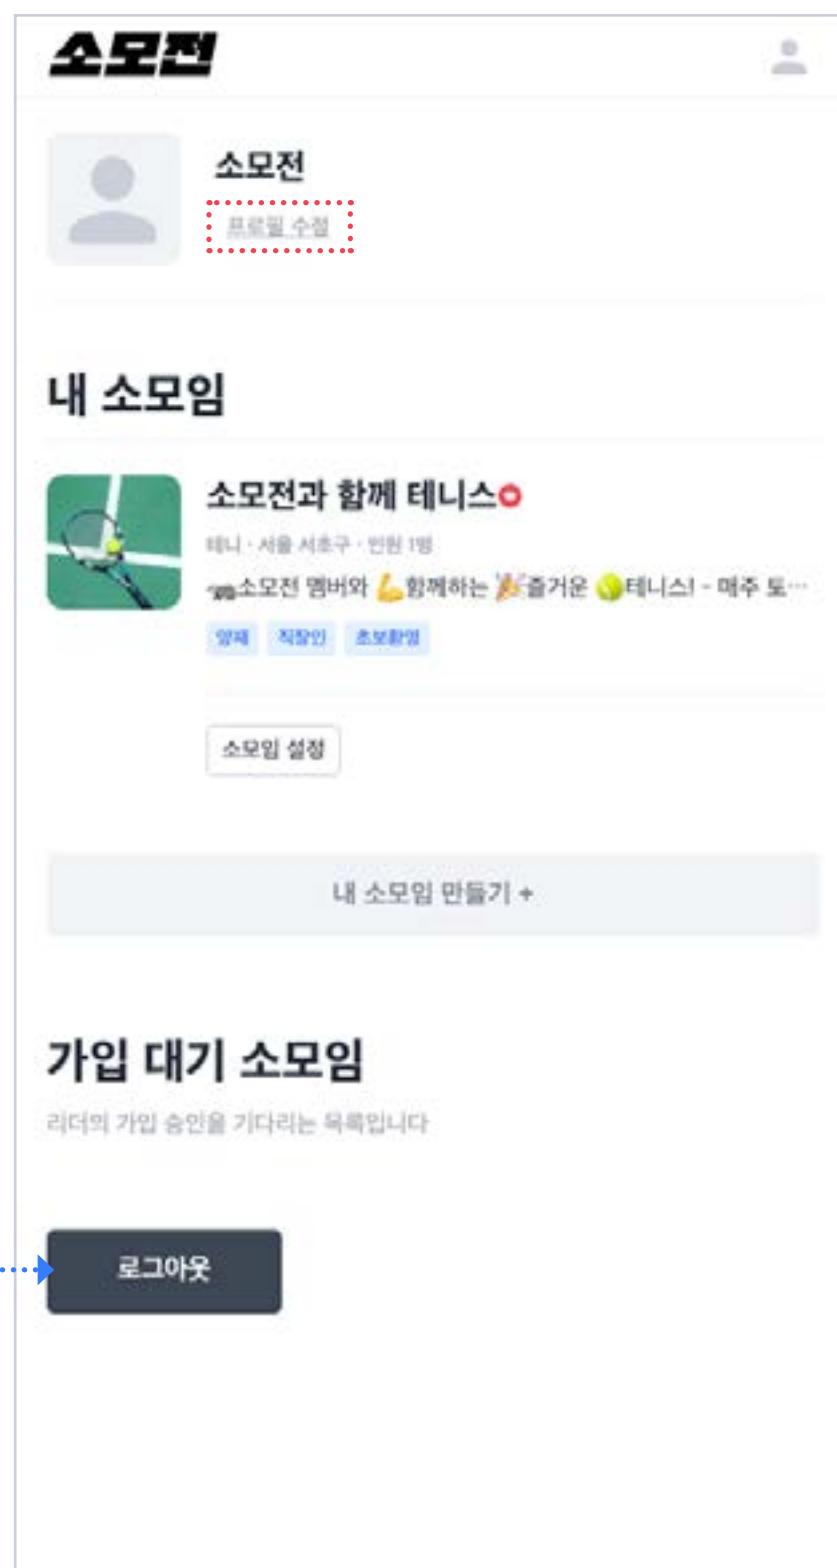 소모전
소모전
프로필 수정
내 소모임
소모전과 함께 테니스⭕
테니 · 서울 서초구 · 인원 1명
🦡소모전 멤버와 💪함께하는 🎉즐거운 🎾테니스! - 매주 토…
양재 직장인 초보환영
소모임 설정
내 소모임 만들기 +
가입 대기 소모임
리더의 가입 승인을 기다리는 목록입니다
로그아웃